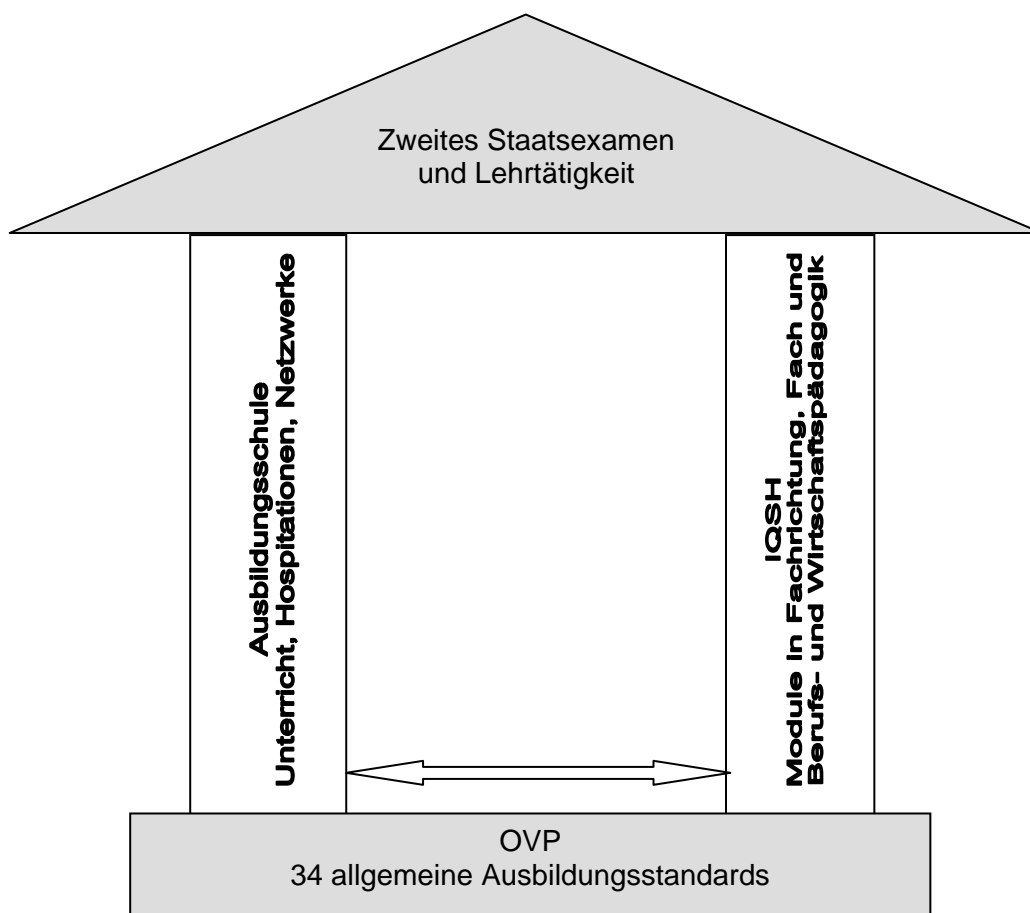 Zweites Staatsexamen
und Lehrtätigkeit
Ausbildungsschule
Unterricht, Hospitationen, Netzwerke
IQSH
Module in Fachrichtung, Fach und
Berufs- und Wirtschaftspädagogik
OVP
34 allgemeine Ausbildungsstandards